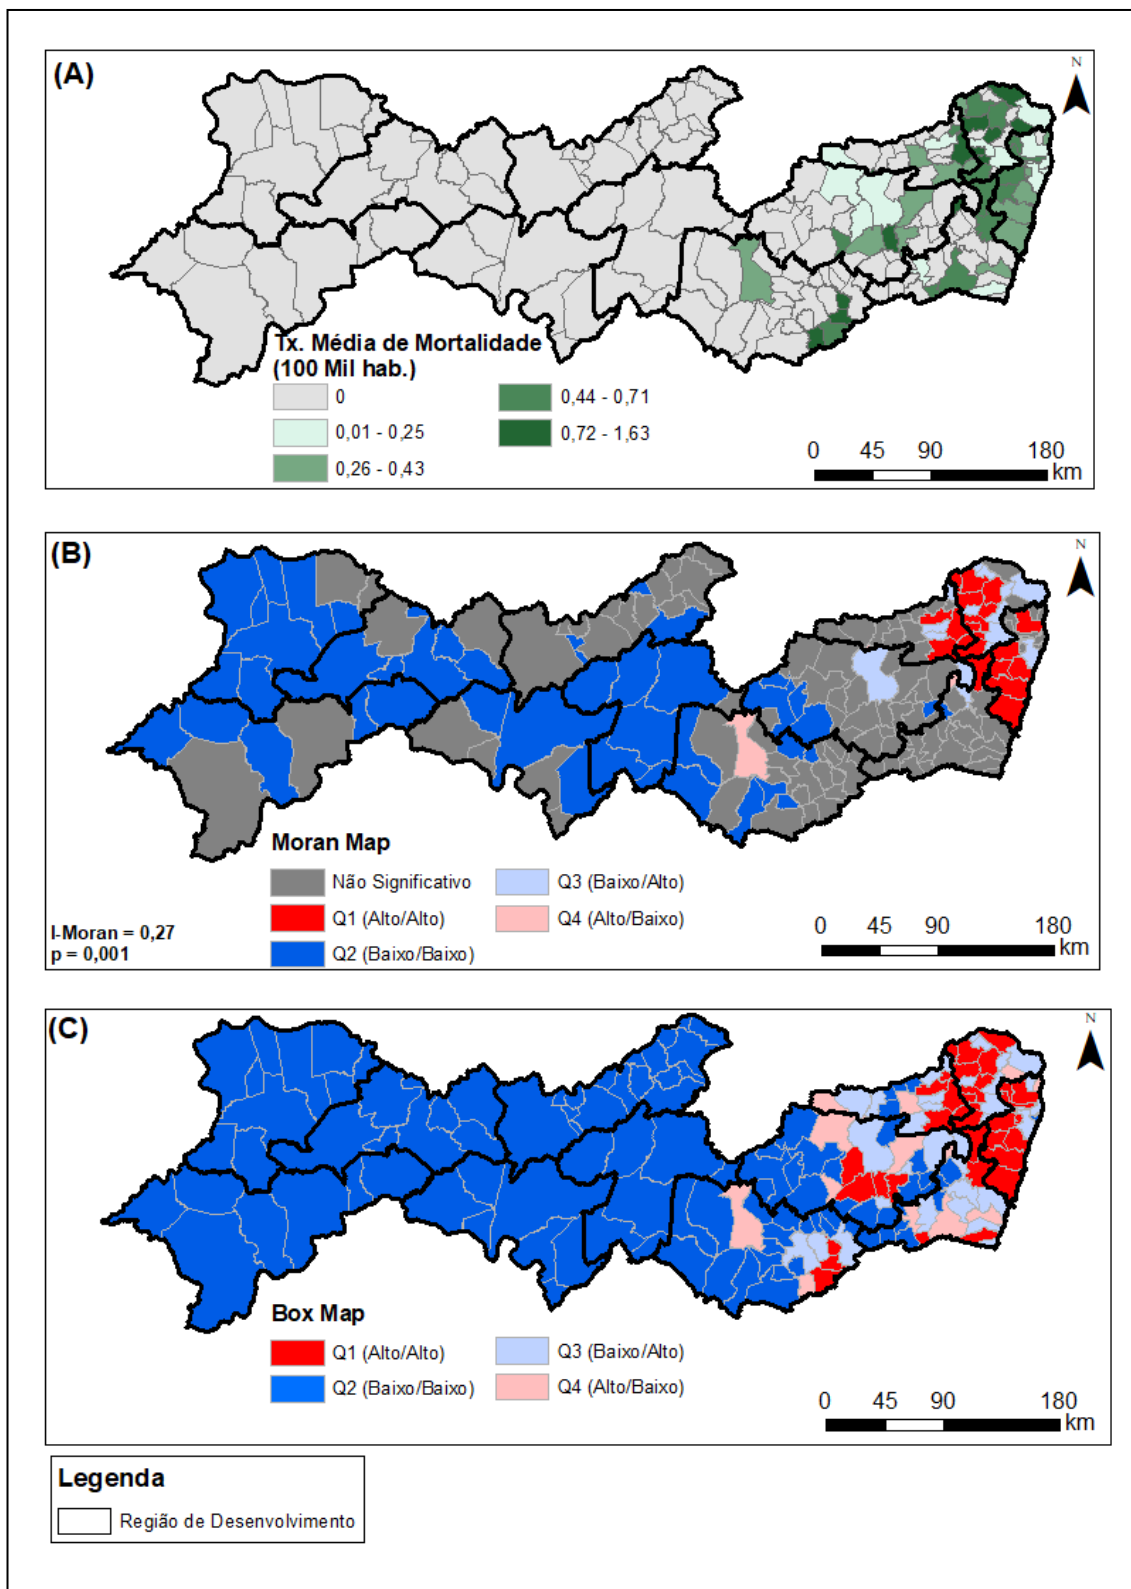 (A)
N
Tx. Média de Mortalidade
(100 Mil hab.)
0
0,01 - 0,25
0,26 - 0,43
0,44 - 0,71
0,72 - 1,63
0 45 90 180
km
(B)
N
Moran Map
Não Significativo
Q1 (Alto/Alto)
Q2 (Baixo/Baixo)
Q3 (Baixo/Alto)
Q4 (Alto/Baixo)
I-Moran = 0,27
p = 0,001
0 45 90 180
km
(C)
N
Box Map
Q1 (Alto/Alto)
Q2 (Baixo/Baixo)
Q3 (Baixo/Alto)
Q4 (Alto/Baixo)
0 45 90 180
km
Legenda
Região de Desenvolvimento